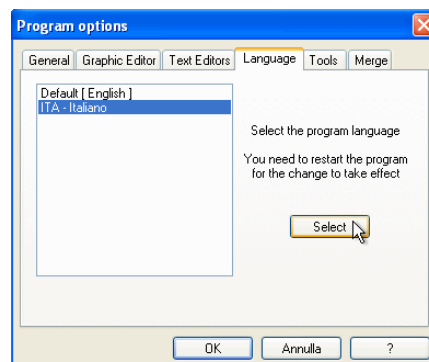 Program options
General Graphic Editor Text Editors Language Tools Merge
Default [ English ]
ITA - Italiano
Select the program language
You need to restart the program
for the change to take effect
Select
OK Annulla ?